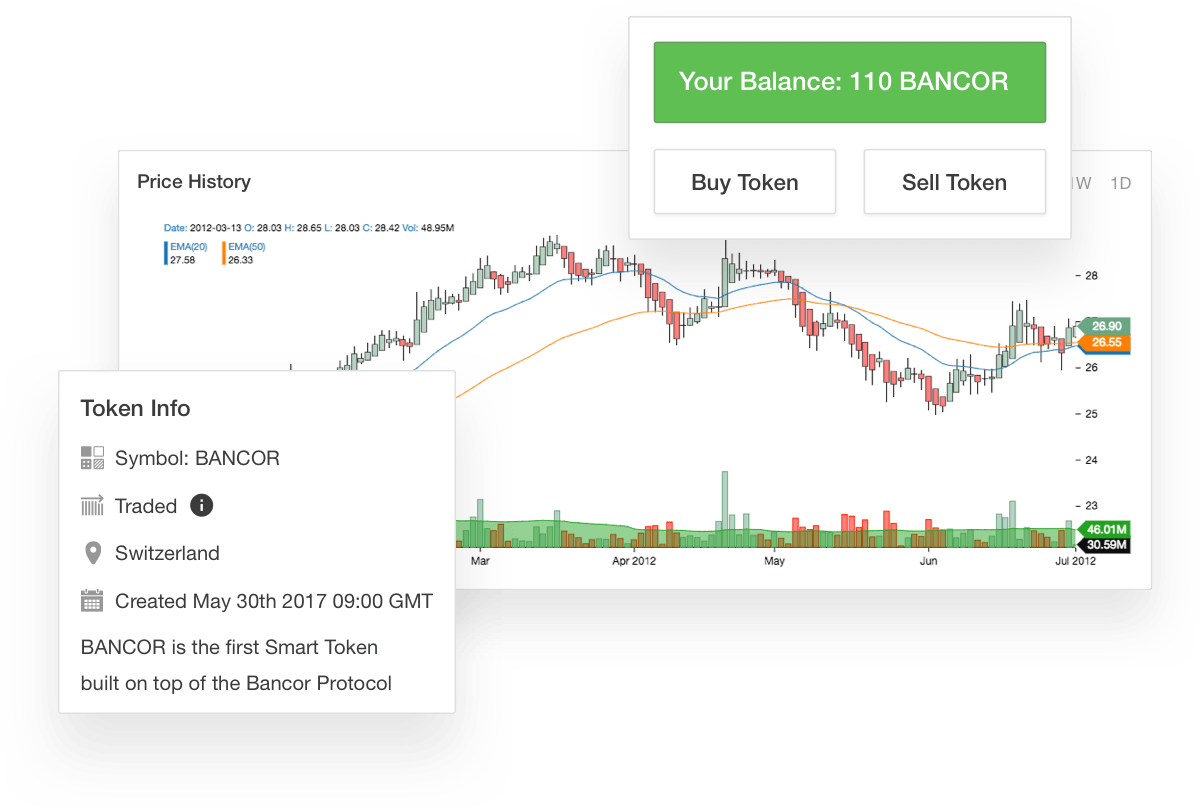 Your Balance: 110 BANCOR
Buy Token
Sell Token
Price History
1D
Date: 2012-03-13 O: 28.03 H: 28.65 L: 28.03 C: 28.42 Vol: 48.95M
EMA(20)
27.58
EMA(50)
26.33
28
26.90
26.55
26
25
24
23
46.01M
30.59M
Mar
Apr 2012
May
Jun
Jul 2012
Token Info
Symbol: BANCOR
Traded
i
Switzerland
Created May 30th 2017 09:00 GMT
BANCOR is the first Smart Token
built on top of the Bancor Protocol